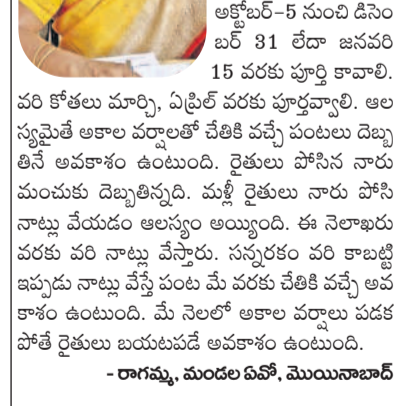 అక్టోబర్-5 నుంచి డిసెం
బర్ 31 లేదా జనవరి
15 వరకు పూర్తి కావాలి.
వరి కోతలు మార్చి, ఏప్రిల్ వరకు పూర్తవ్వాలి. ఆల
స్యమైతే అకాల వర్షాలతో చేతికి వచ్చే పంటలు దెబ్బ
తినే అవకాశం ఉంటుంది. రైతులు పోసిన నారు
మంచుకు దెబ్బతిన్నది. మళ్లీ రైతులు నారు పోసి
నాట్లు వేయడం ఆలస్యం అయ్యింది. ఈ నెలాఖరు
వరకు వరి నాట్లు వేస్తారు. సన్నరకం వరి కాబట్టి
ఇప్పడు నాట్లు వేస్తే పంట మే వరకు చేతికి వచ్చే అవ
కాశం ఉంటుంది. మే నెలలో అకాల వర్షాలు పడక
పోతే రైతులు బయటపడే అవకాశం ఉంటుంది.
- రాగమ్మ, మండల ఏవో, మొయినాబాద్